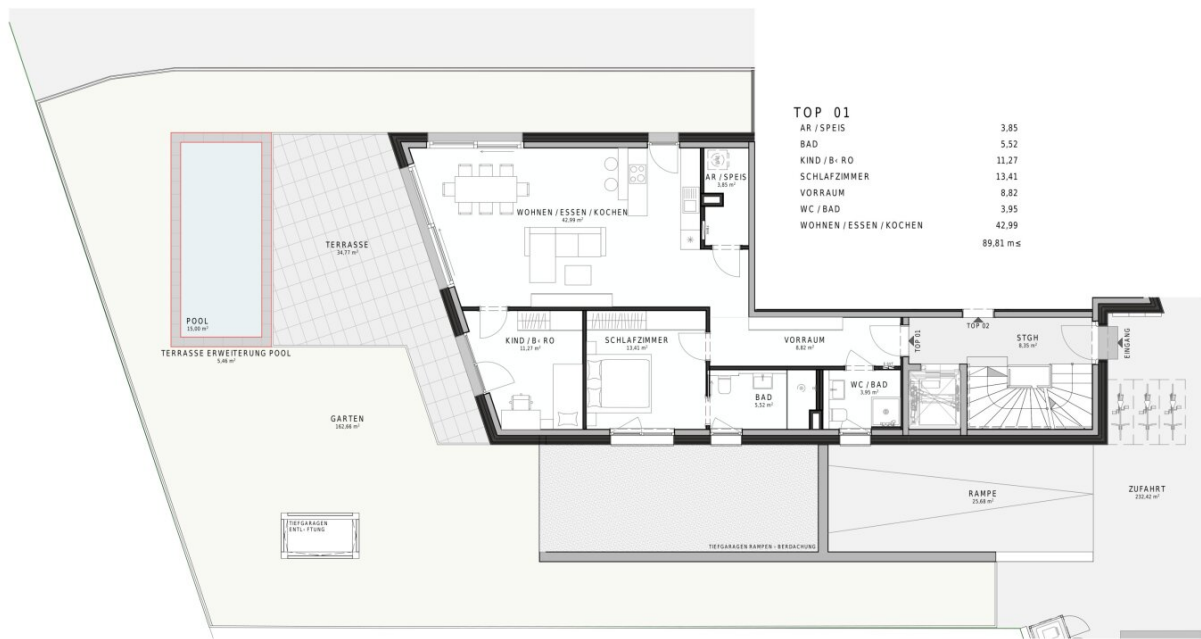 TOP 01
AR / SPEIS 3,85
BAD 5,52
KIND / B‹ RO 11,27
SCHLAFZIMMER 13,41
VORRAUM 8,82
WC / BAD 3,95
WOHNEN / ESSEN / KOCHEN 42,99
89,81 m≤
AR / SPEIS
3,85 m²
WOHNEN / ESSEN / KOCHEN
42,99 m²
TERRASSE
34,77 m²
POOL
15,00 m²
TERRASSE ERWEITERUNG POOL
5,46 m²
KIND / B‹ RO
11,27 m²
SCHLAFZIMMER
13,41 m²
VORRAUM
8,82 m²
TOP 01
TOP 02
STGH
8,35 m²
EINGANG
BAD
5,52 m²
WC / BAD
3,95 m²
GARTEN
162,66 m²
RAMPE
25,68 m²
ZUFAHRT
232,42 m²
TIEFGARAGEN
ENTL‹ FTUNG
TIEFGARAGEN RAMPEN ‹ BERDACHUNG